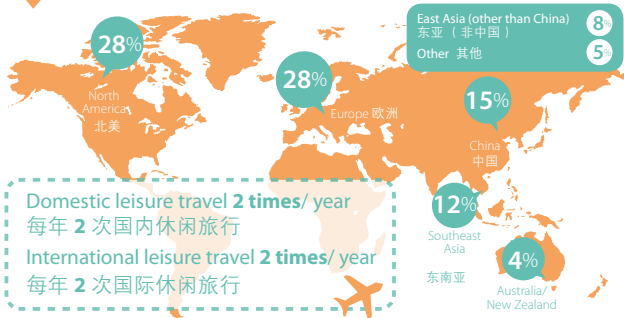 28%
North
America
北美
28%
Europe 欧洲
East Asia (other than China) 8%
东亚（非中国）
Other 其他 5%
15%
China
中国
12%
Southeast
Asia
东南亚
4%
Australia/
New Zealand
Domestic leisure travel 2 times/ year
每年 2 次国内休闲旅行
International leisure travel 2 times/ year
每年 2 次国际休闲旅行